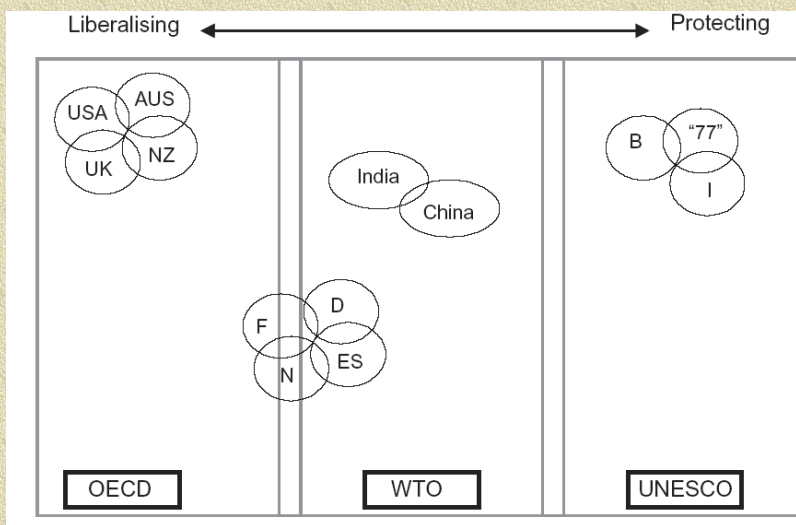 Liberalising
Protecting
USA
AUS
UK
NZ
India
China
B
“77”
I
F
D
N
ES
OECD
WTO
UNESCO